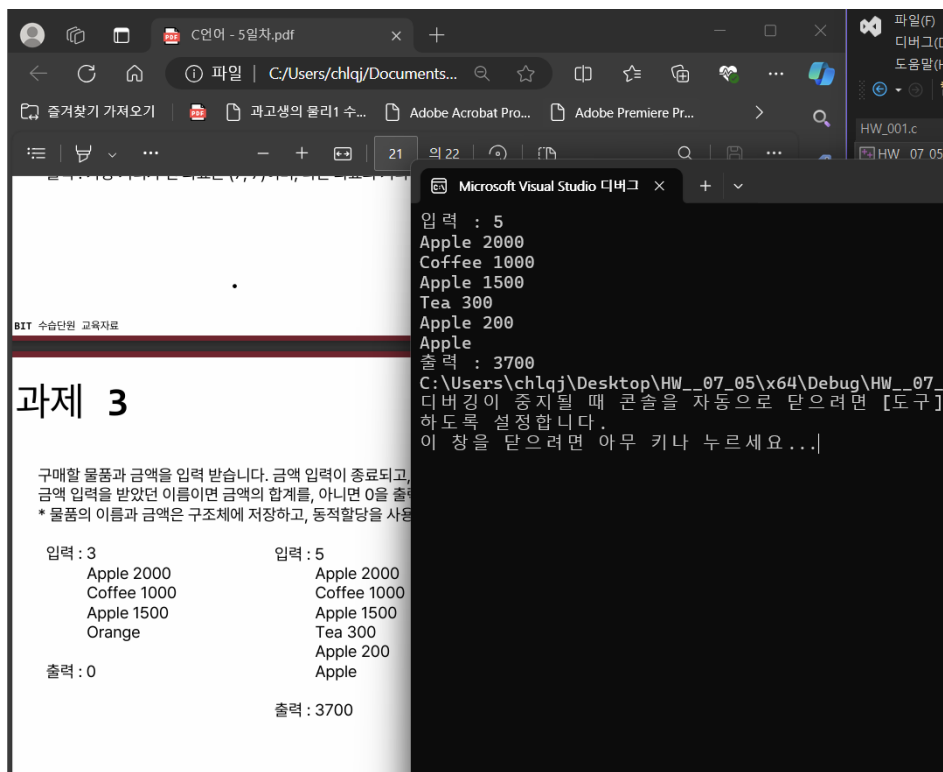 C언어 - 5일차.pdf
파일 | C:/Users/chlqj/Documents...
즐겨찾기 가져오기
PDF
과고생의 물리1 수...
Adobe Acrobat Pro...
Adobe Premiere Pr...
21 의 22
파일(F)
디버그(D
도움말(H
HW_001.c
HW__07_05
BIT 수습단원 교육자료
과제 3
구매할 물품과 금액을 입력 받습니다. 금액 입력이 종료되고,
금액 입력을 받았던 이름이면 금액의 합계를, 아니면 0을 출력
* 물품의 이름과 금액은 구조체에 저장하고, 동적할당을 사용
입력 : 3
Apple 2000
Coffee 1000
Apple 1500
Orange
출력 : 0
입력 : 5
Apple 2000
Coffee 1000
Apple 1500
Tea 300
Apple 200
Apple
출력 : 3700
Microsoft Visual Studio 디버그
입력 : 5
Apple 2000
Coffee 1000
Apple 1500
Tea 300
Apple 200
Apple
출력 : 3700
C:\Users\chlqj\Desktop\HW__07_05\x64\Debug\HW__07_
디버깅이 중지될 때 콘솔을 자동으로 닫으려면 [도구]
하도록 설정합니다.
이 창을 닫으려면 아무 키나 누르세요...